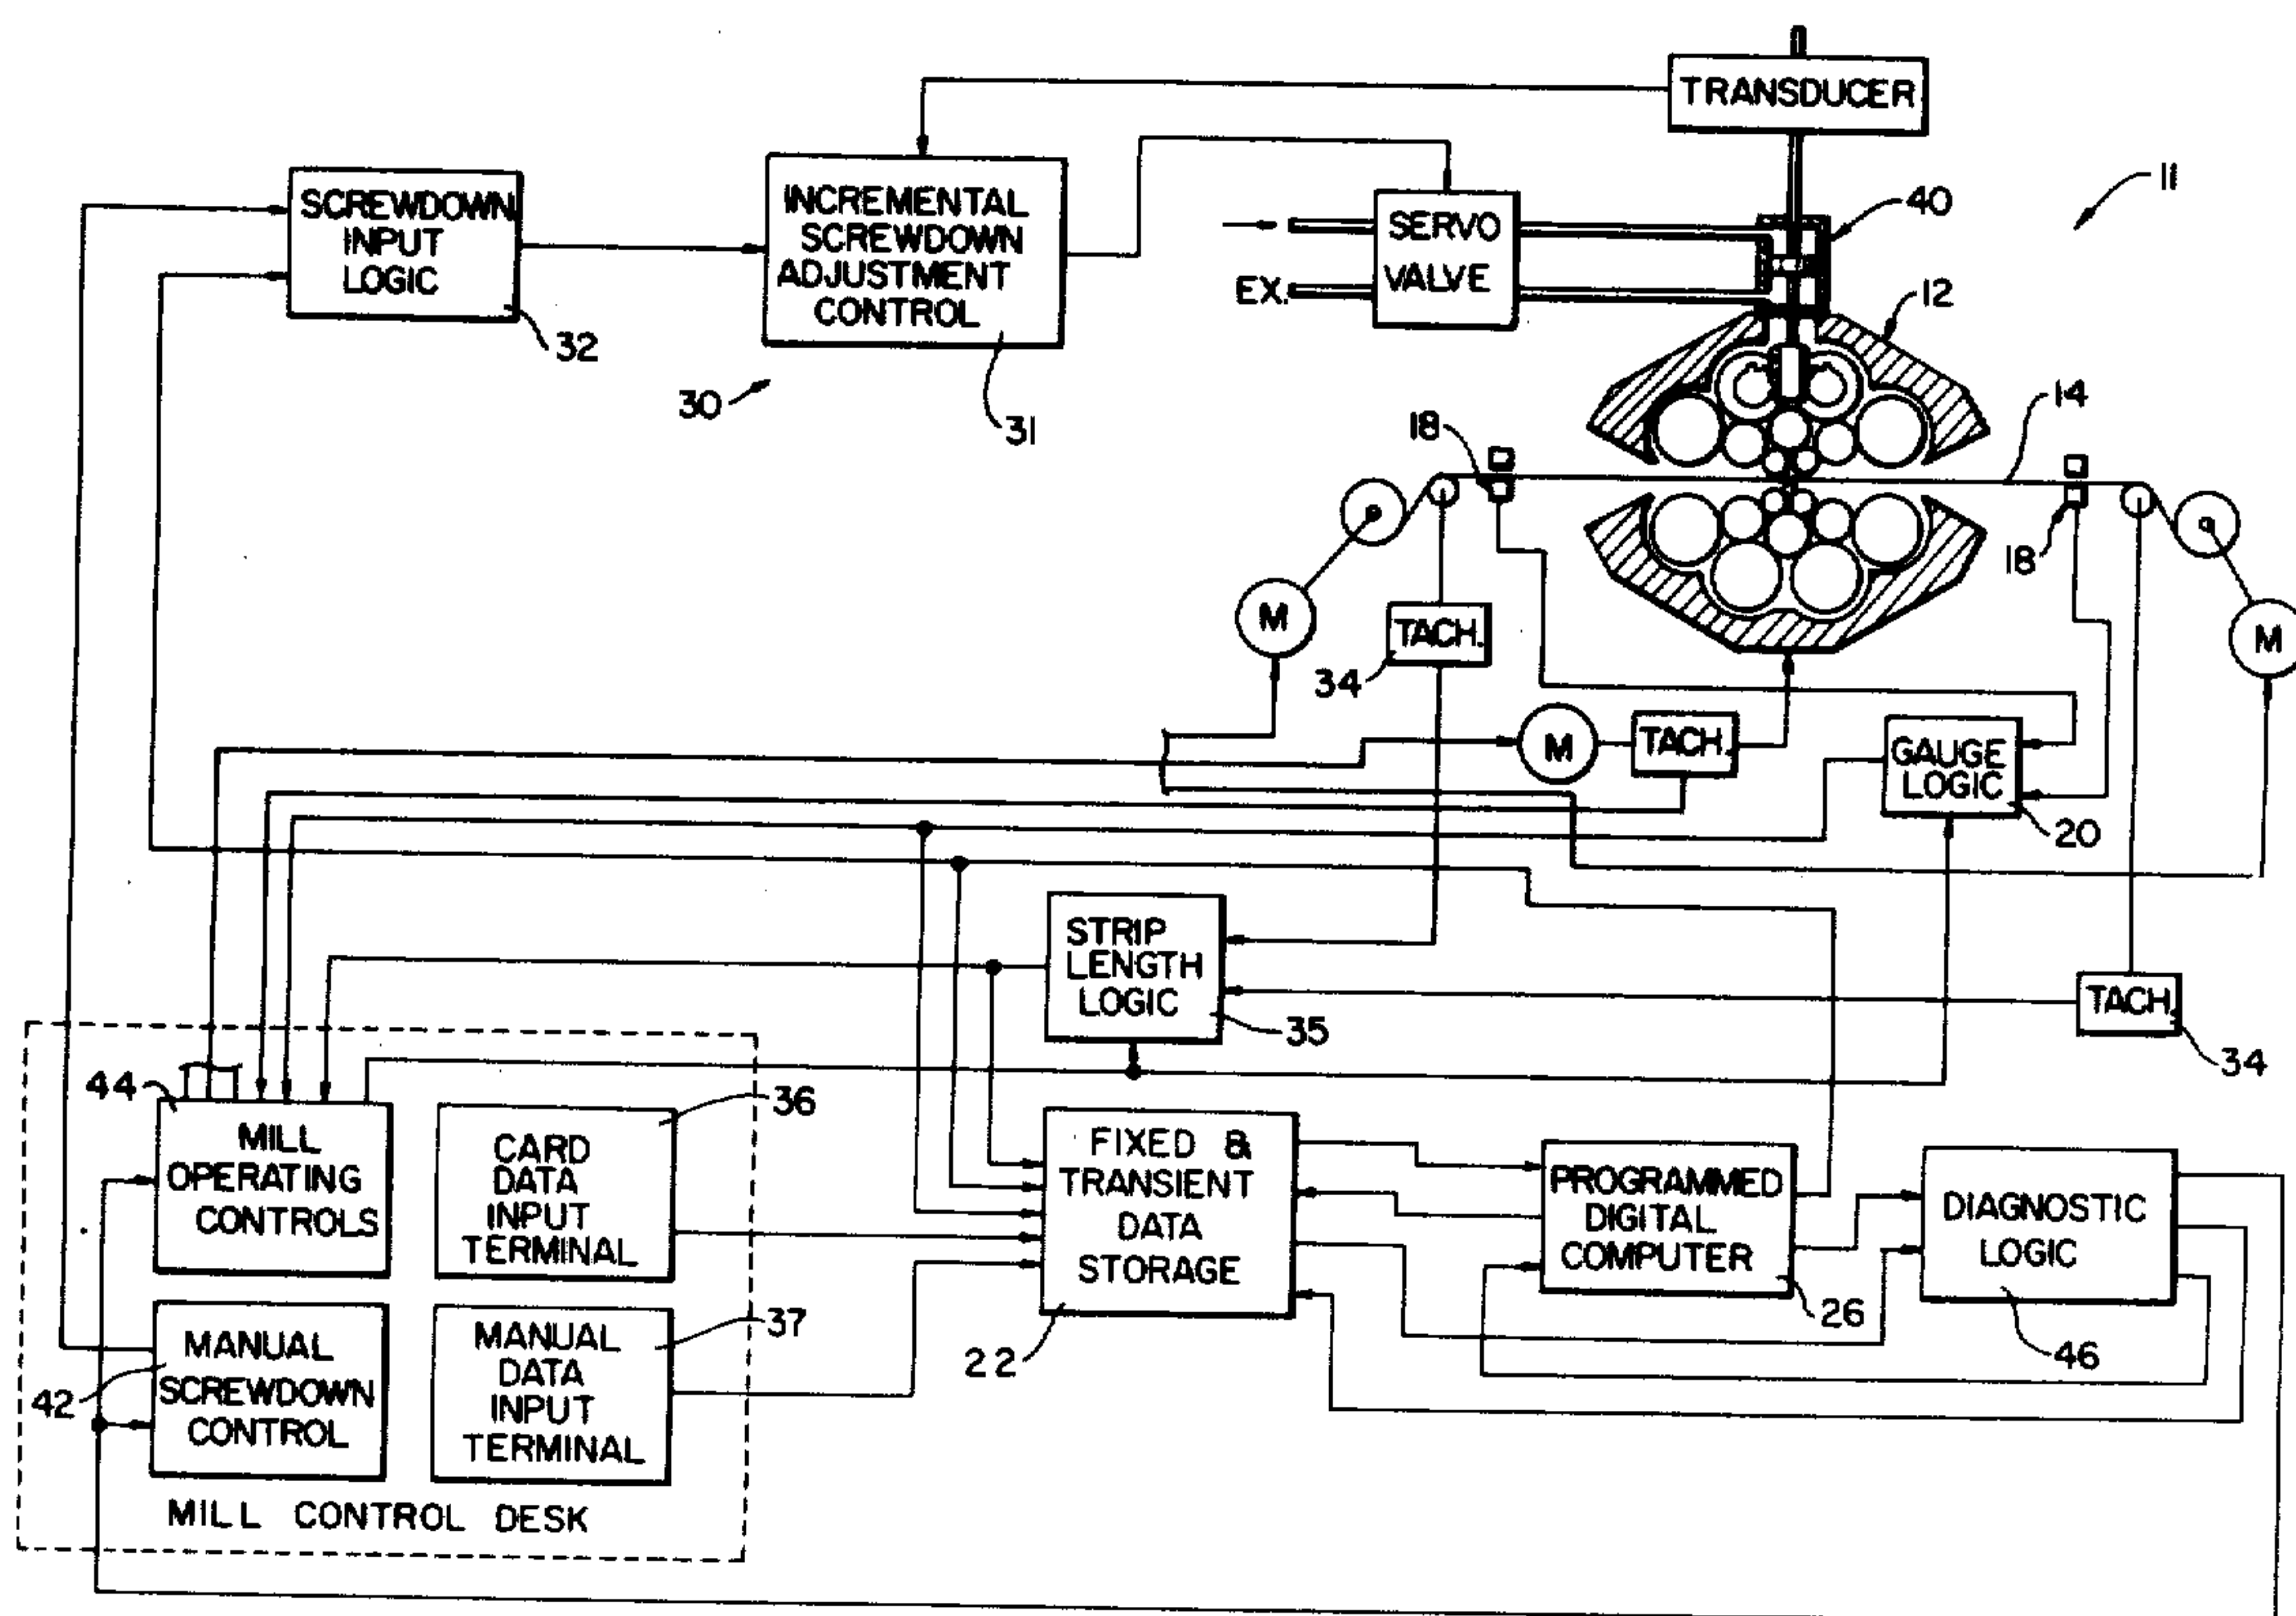 TRANSDUCER
11
SCREWDOWN
INPUT
LOGIC
32
INCREMENTAL
SCREWDOWN
ADJUSTMENT
CONTROL
31
30
SERVO
VALVE
EX.
40
12
14
18
18
M
M
TACH.
34
M
TACH.
GAUGE
LOGIC
20
STRIP
LENGTH
LOGIC
35
TACH.
34
44
MILL
OPERATING
CONTROLS
36
CARD
DATA
INPUT
TERMINAL
FIXED &
TRANSIENT
DATA
STORAGE
22
PROGRAMMED
DIGITAL
COMPUTER
26
DIAGNOSTIC
LOGIC
46
42
MANUAL
SCREWDOWN
CONTROL
37
MANUAL
DATA
INPUT
TERMINAL
MILL CONTROL DESK